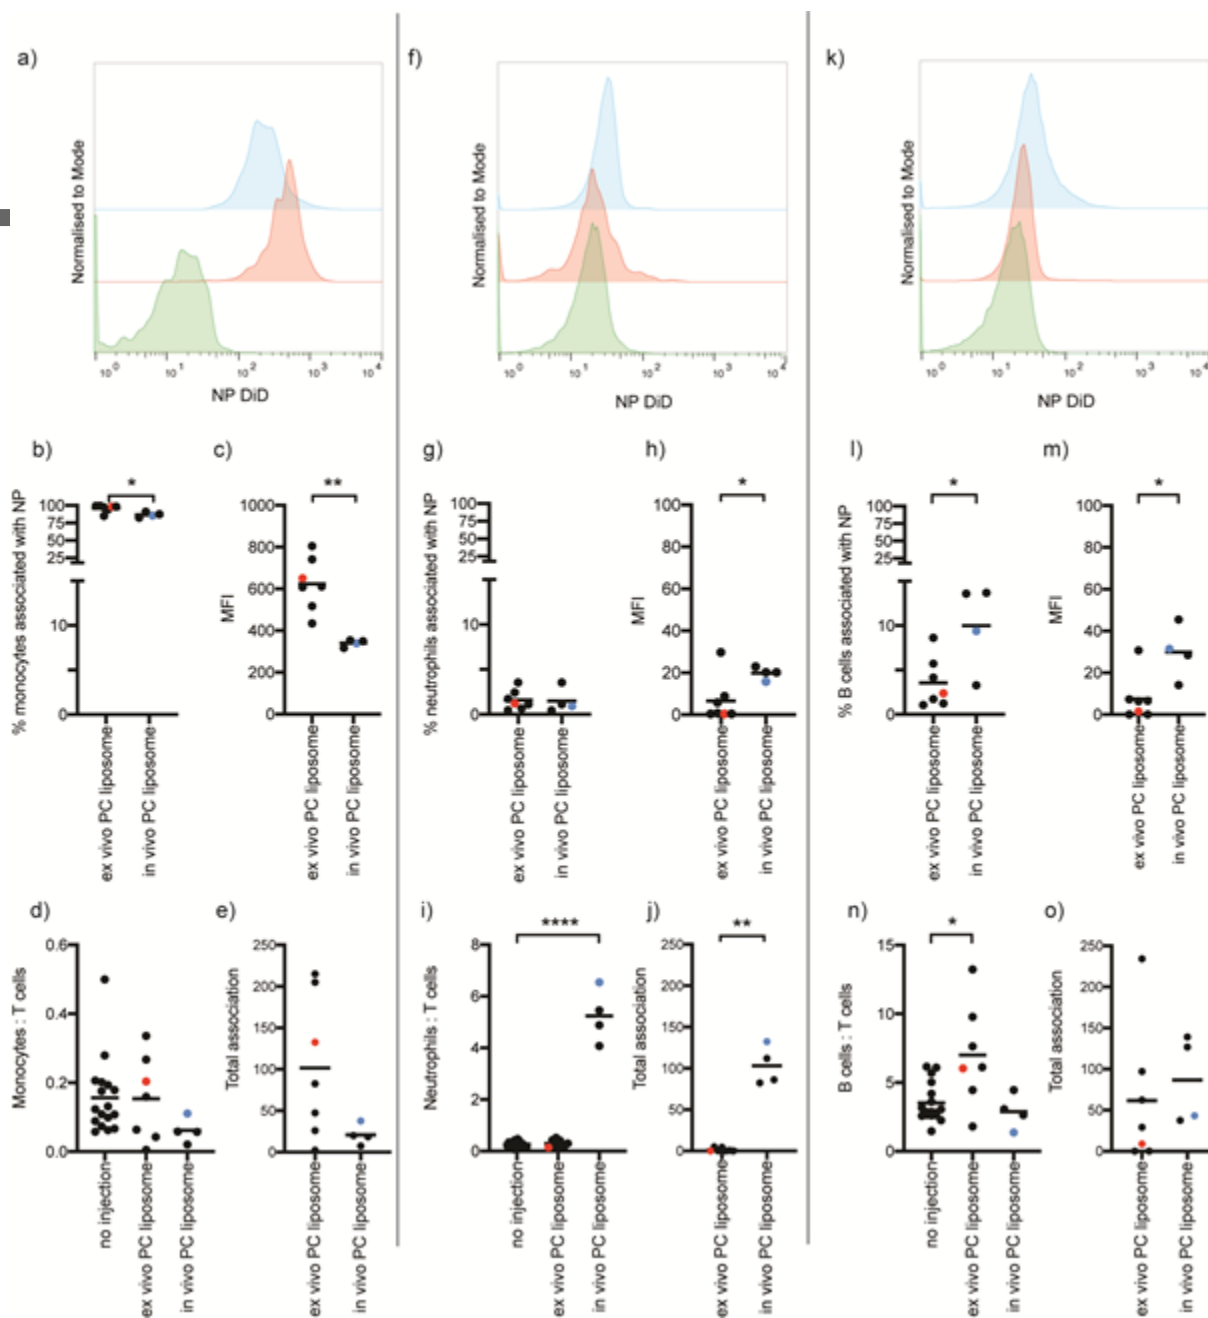 a)
Normalised to Mode
Normalised to Mode
10^0 10^1 10^2 10^3 10^4
NP DiD
f)
Normalised to Mode
Normalised to Mode
10^0 10^1 10^2 10^3 10^4
NP DiD
k)
Normalised to Mode
Normalised to Mode
10^0 10^1 10^2 10^3 10^4
NP DiD
b)
% monocytes associated with NP
100
75
50
25
10
0
*
ex vivo PC liposome
in vivo PC liposome
c)
MFI
1000
800
600
400
200
0
**
ex vivo PC liposome
in vivo PC liposome
g)
% neutrophils associated with NP
100
75
50
25
10
0
ex vivo PC liposome
in vivo PC liposome
h)
MFI
100
80
60
40
20
0
*
ex vivo PC liposome
in vivo PC liposome
l)
% B cells associated with NP
100
75
50
25
10
0
*
ex vivo PC liposome
in vivo PC liposome
m)
MFI
100
80
60
40
20
0
*
ex vivo PC liposome
in vivo PC liposome
d)
Monocytes : T cells
0.6
0.4
0.2
0.0
no injection
ex vivo PC liposome
in vivo PC liposome
e)
Total association
250
200
150
100
50
0
ex vivo PC liposome
in vivo PC liposome
i)
Neutrophils : T cells
8
6
4
2
0
****
no injection
ex vivo PC liposome
in vivo PC liposome
j)
Total association
250
200
150
100
50
0
**
ex vivo PC liposome
in vivo PC liposome
n)
B cells : T cells
15
10
5
0
*
no injection
ex vivo PC liposome
in vivo PC liposome
o)
Total association
250
200
150
100
50
0
ex vivo PC liposome
in vivo PC liposome